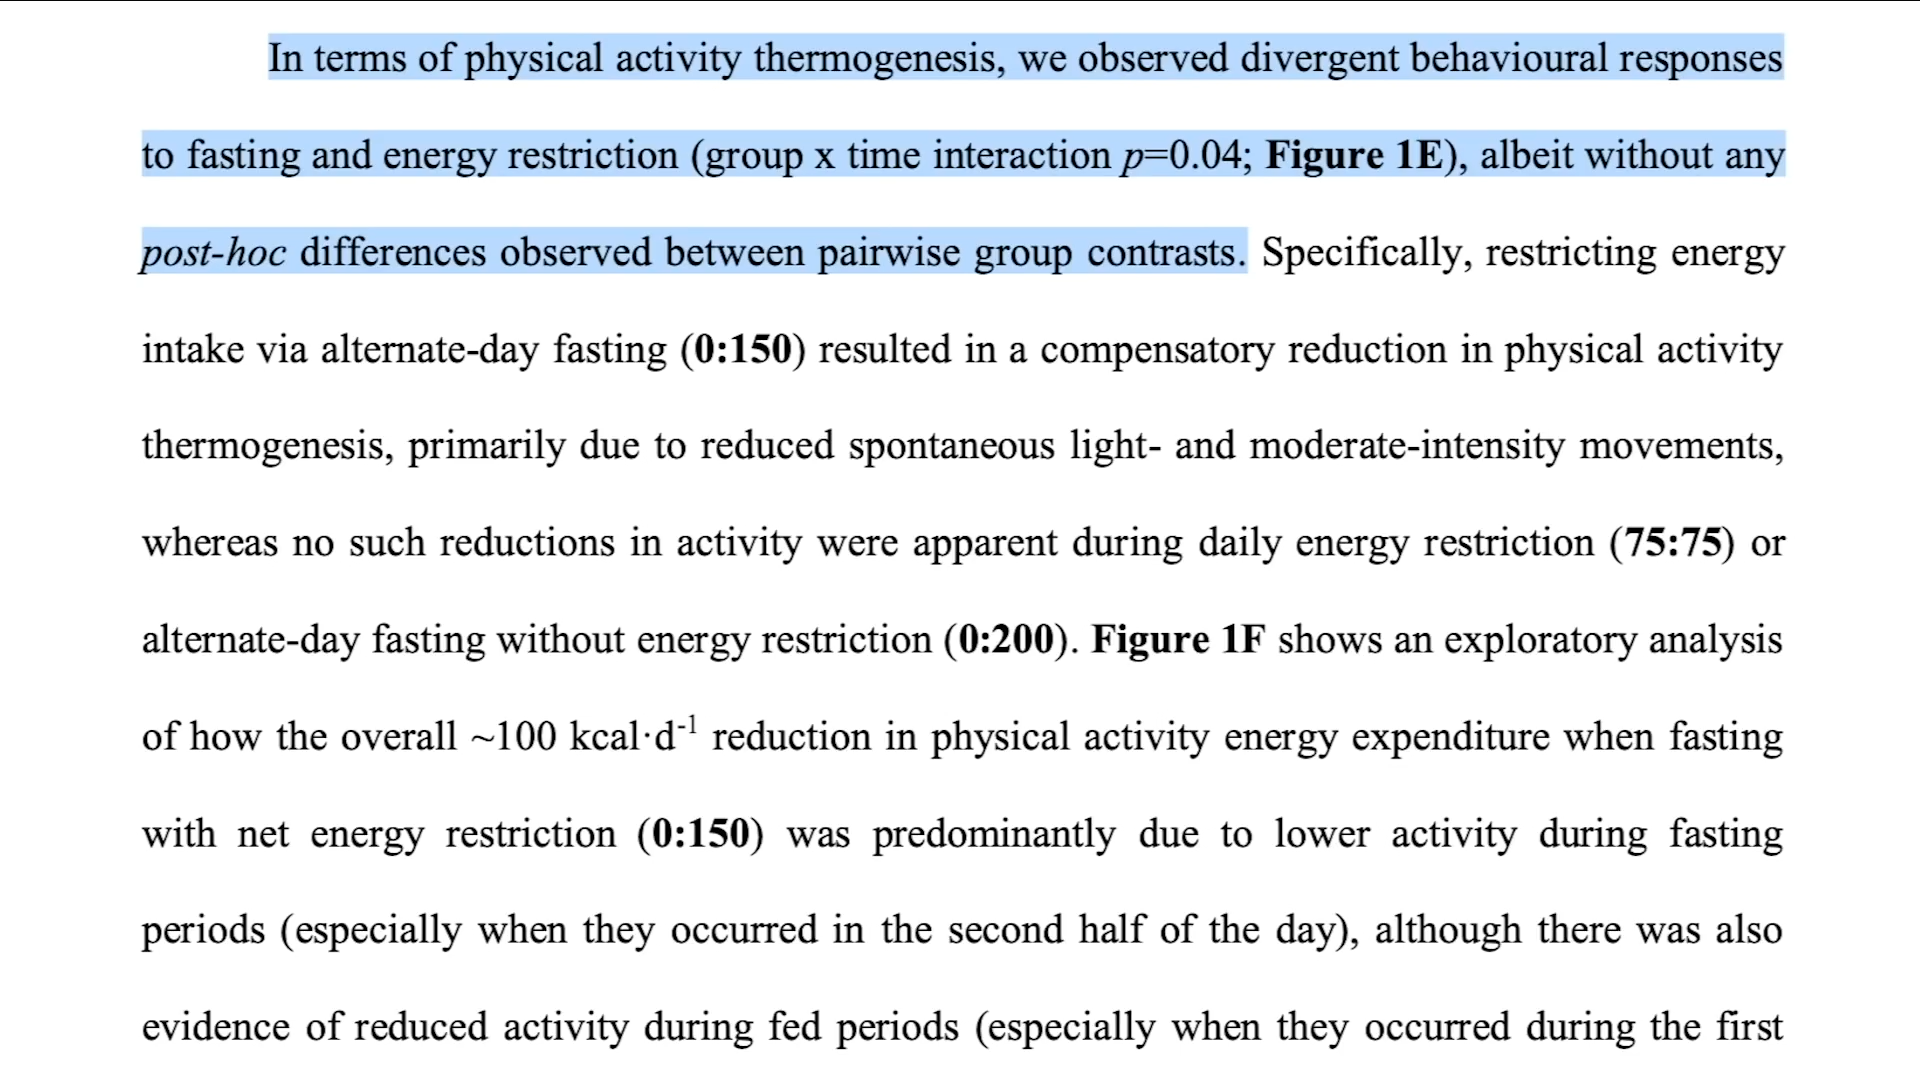 In terms of physical activity thermogenesis, we observed divergent behavioural responses
to fasting and energy restriction (group x time interaction p=0.04; Figure 1E), albeit without any
post-hoc differences observed between pairwise group contrasts. Specifically, restricting energy
intake via alternate-day fasting (0:150) resulted in a compensatory reduction in physical activity
thermogenesis, primarily due to reduced spontaneous light- and moderate-intensity movements,
whereas no such reductions in activity were apparent during daily energy restriction (75:75) or
alternate-day fasting without energy restriction (0:200). Figure 1F shows an exploratory analysis
of how the overall ~100 kcal·d⁻¹ reduction in physical activity energy expenditure when fasting
with net energy restriction (0:150) was predominantly due to lower activity during fasting
periods (especially when they occurred in the second half of the day), although there was also
evidence of reduced activity during fed periods (especially when they occurred during the first